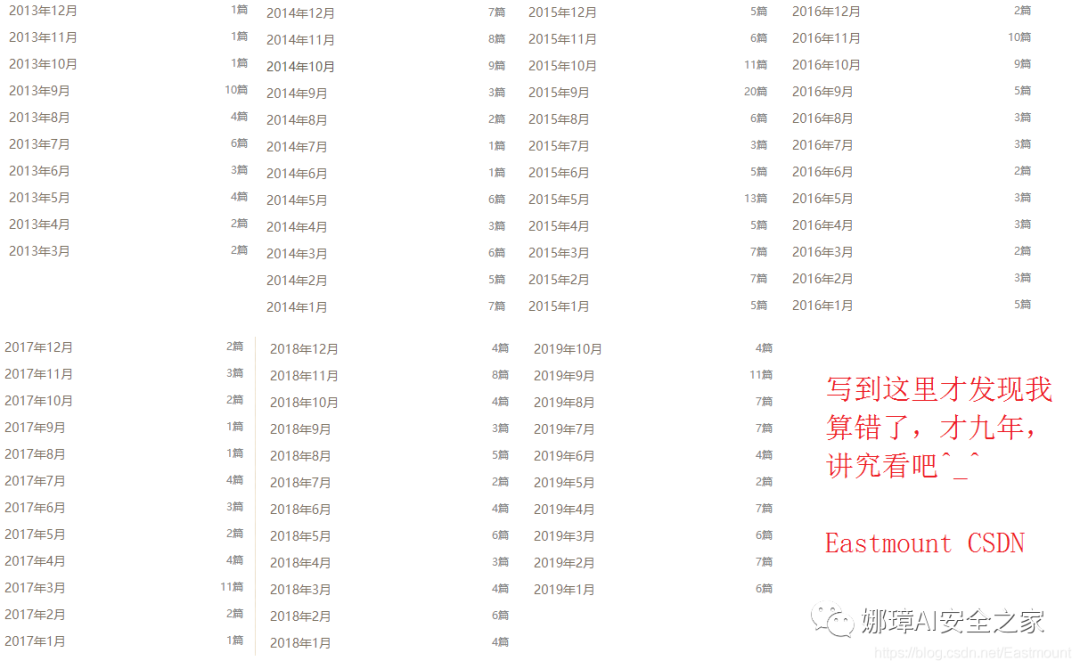 2013年12月 1篇
2013年11月 1篇
2013年10月 1篇
2013年9月 10篇
2013年8月 4篇
2013年7月 6篇
2013年6月 3篇
2013年5月 4篇
2013年4月 2篇
2013年3月 2篇
2014年12月 7篇
2014年11月 8篇
2014年10月 9篇
2014年9月 3篇
2014年8月 2篇
2014年7月 1篇
2014年6月 1篇
2014年5月 6篇
2014年4月 3篇
2014年3月 6篇
2014年2月 5篇
2014年1月 7篇
2015年12月 5篇
2015年11月 6篇
2015年10月 11篇
2015年9月 20篇
2015年8月 6篇
2015年7月 3篇
2015年6月 5篇
2015年5月 13篇
2015年4月 5篇
2015年3月 7篇
2015年2月 7篇
2015年1月 5篇
2016年12月 2篇
2016年11月 10篇
2016年10月 9篇
2016年9月 5篇
2016年8月 3篇
2016年7月 3篇
2016年6月 2篇
2016年5月 3篇
2016年4月 3篇
2016年3月 2篇
2016年2月 3篇
2016年1月 5篇
2017年12月 2篇
2017年11月 3篇
2017年10月 2篇
2017年9月 1篇
2017年8月 1篇
2017年7月 4篇
2017年6月 3篇
2017年5月 2篇
2017年4月 4篇
2017年3月 11篇
2017年2月 2篇
2017年1月 1篇
2018年12月 4篇
2018年11月 8篇
2018年10月 4篇
2018年9月 3篇
2018年8月 5篇
2018年7月 2篇
2018年6月 4篇
2018年5月 6篇
2018年4月 3篇
2018年3月 4篇
2018年2月 6篇
2018年1月 4篇
2019年10月 4篇
2019年9月 11篇
2019年8月 7篇
2019年7月 7篇
2019年6月 4篇
2019年5月 2篇
2019年4月 7篇
2019年3月 6篇
2019年2月 7篇
2019年1月 6篇
写到这里才发现我
算错了，才九年，
讲究看吧^_^
Eastmount CSDN
娜璋AI安全之家
https://blog.csdn.net/Eastmount